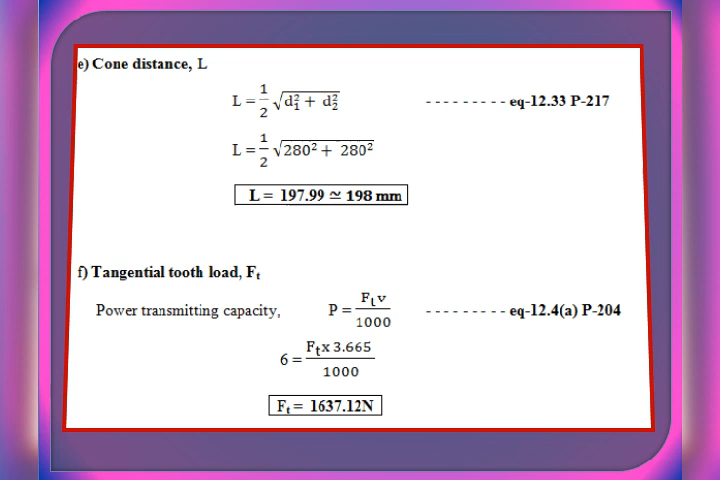 e) Cone distance, L
L = 1/2 √d₁² + d₂² - - - - - - - - - eq-12.33 P-217
L = 1/2 √280² + 280²
L = 197.99 ≃ 198 mm
f) Tangential tooth load, Fₜ
Power transmitting capacity, P = Fₜv/1000 - - - - - - - - - eq-12.4(a) P-204
6 = Fₜx 3.665/1000
Fₜ = 1637.12N